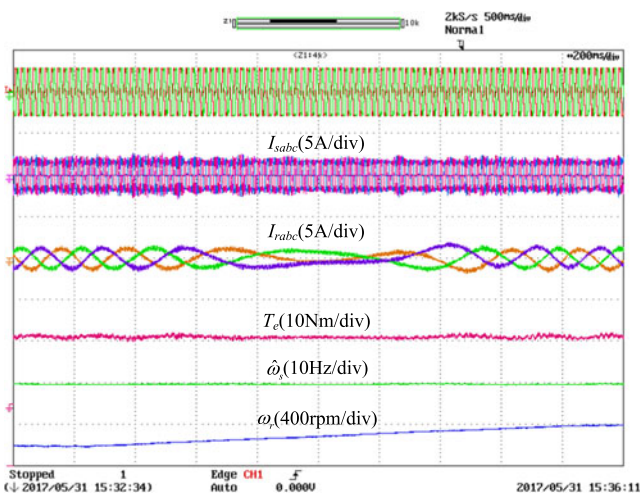 2kS/s 500ms/div
Z1 10k
Normal
<Z1:4k>
↔200ms/div
Isabc(5A/div)
Irabc(5A/div)
Te(10Nm/div)
ω̂s(10Hz/div)
ωr(400rpm/div)
Stopped 1 Edge CH1
(↓ 2017/05/31 15:32:34) Auto 0.000V 2017/05/31 15:36:11